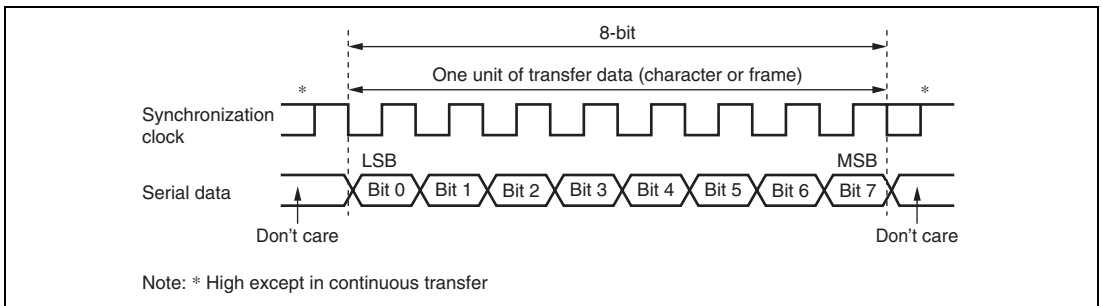 8-bit
One unit of transfer data (character or frame)
* *
Synchronization
clock
LSB MSB
Serial data Bit 0 Bit 1 Bit 2 Bit 3 Bit 4 Bit 5 Bit 6 Bit 7
Don't care Don't care
Note: * High except in continuous transfer